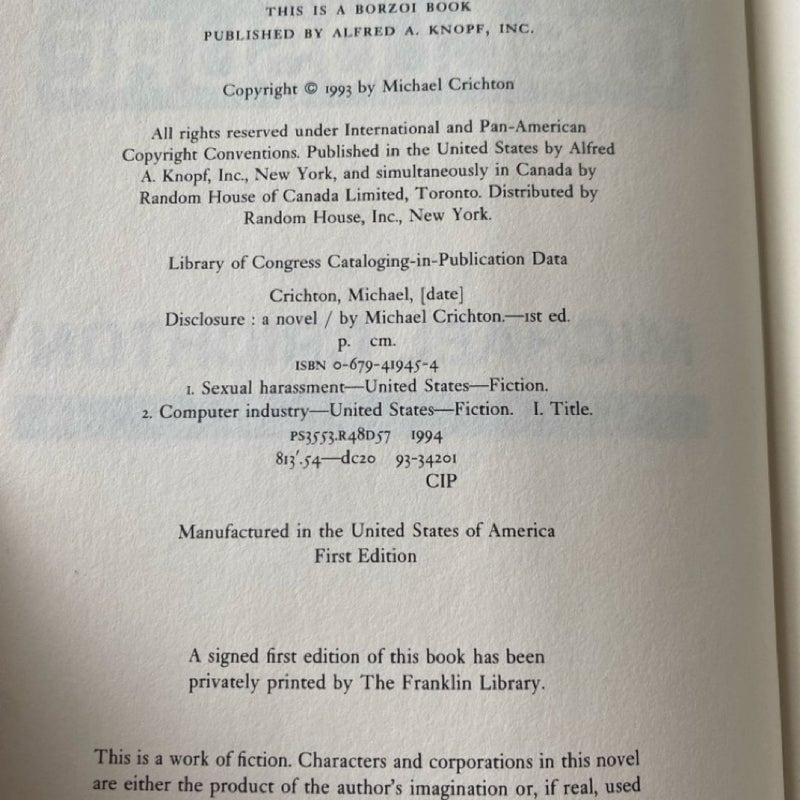 THIS IS A BORZOI BOOK
PUBLISHED BY ALFRED A. KNOPF, INC.
Copyright © 1993 by Michael Crichton
All rights reserved under International and Pan-American
Copyright Conventions. Published in the United States by Alfred
A. Knopf, Inc., New York, and simultaneously in Canada by
Random House of Canada Limited, Toronto. Distributed by
Random House, Inc., New York.
Library of Congress Cataloging-in-Publication Data
Crichton, Michael, [date]
Disclosure : a novel / by Michael Crichton.—1st ed.
p. cm.
ISBN 0-679-41945-4
1. Sexual harassment—United States—Fiction.
2. Computer industry—United States—Fiction. I. Title.
PS3553.R48D57 1994
813'.54—dc20 93-34201
CIP
Manufactured in the United States of America
First Edition
A signed first edition of this book has been
privately printed by The Franklin Library.
This is a work of fiction. Characters and corporations in this novel
are either the product of the author's imagination or, if real, used